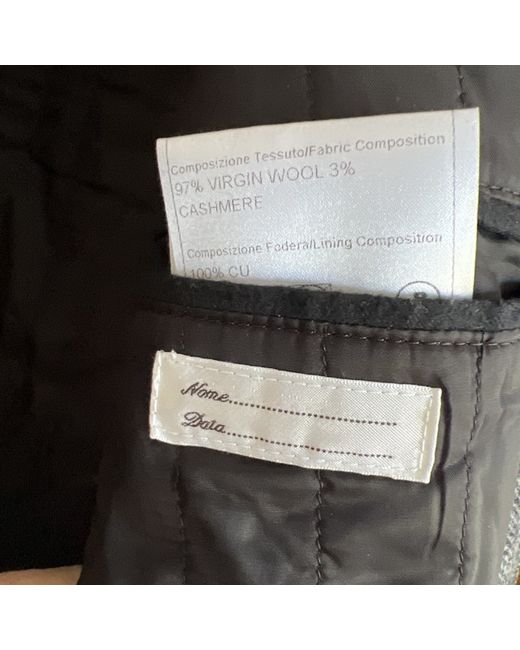 Composizione Tessuto/Fabric Composition
97% VIRGIN WOOL 3%
CASHMERE
Composizione Fodera/Lining Composition
100% CU
Nome
Data